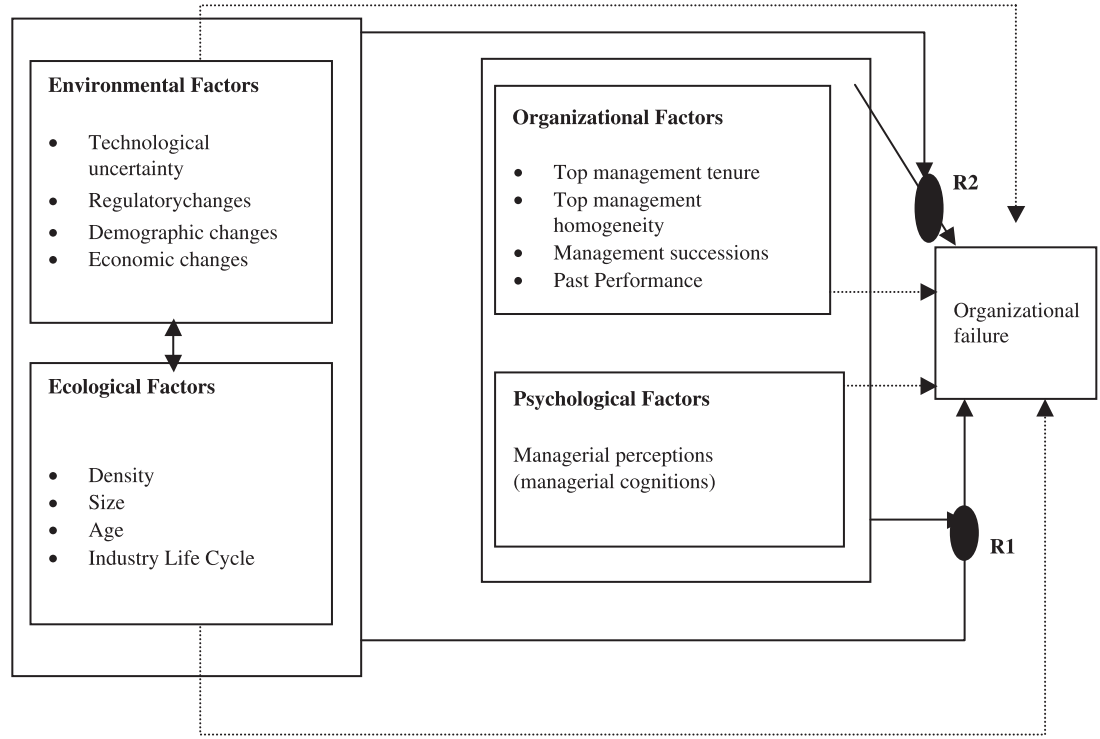 Environmental Factors
• Technological
uncertainty
• Regulatorychanges
• Demographic changes
• Economic changes
Ecological Factors
• Density
• Size
• Age
• Industry Life Cycle
Organizational Factors
• Top management tenure
• Top management
homogeneity
• Management successions
• Past Performance
Psychological Factors
Managerial perceptions
(managerial cognitions)
R2
Organizational
failure
R1